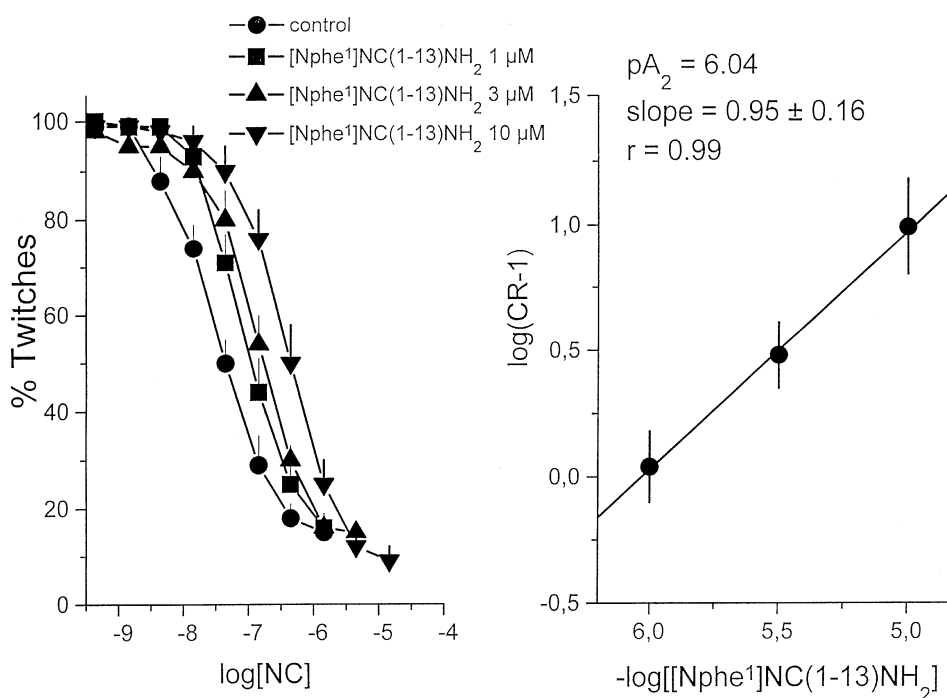 control
[Nphe¹]NC(1-13)NH₂ 1 µM
[Nphe¹]NC(1-13)NH₂ 3 µM
[Nphe¹]NC(1-13)NH₂ 10 µM
100
80
60
40
20
0
% Twitches
-9 -8 -7 -6 -5 -4
log[NC]
pA₂ = 6.04
slope = 0.95 ± 0.16
r = 0.99
1,5
1,0
0,5
0,0
-0,5
log(CR-1)
6,0 5,5 5,0
-log[[Nphe¹]NC(1-13)NH₂]